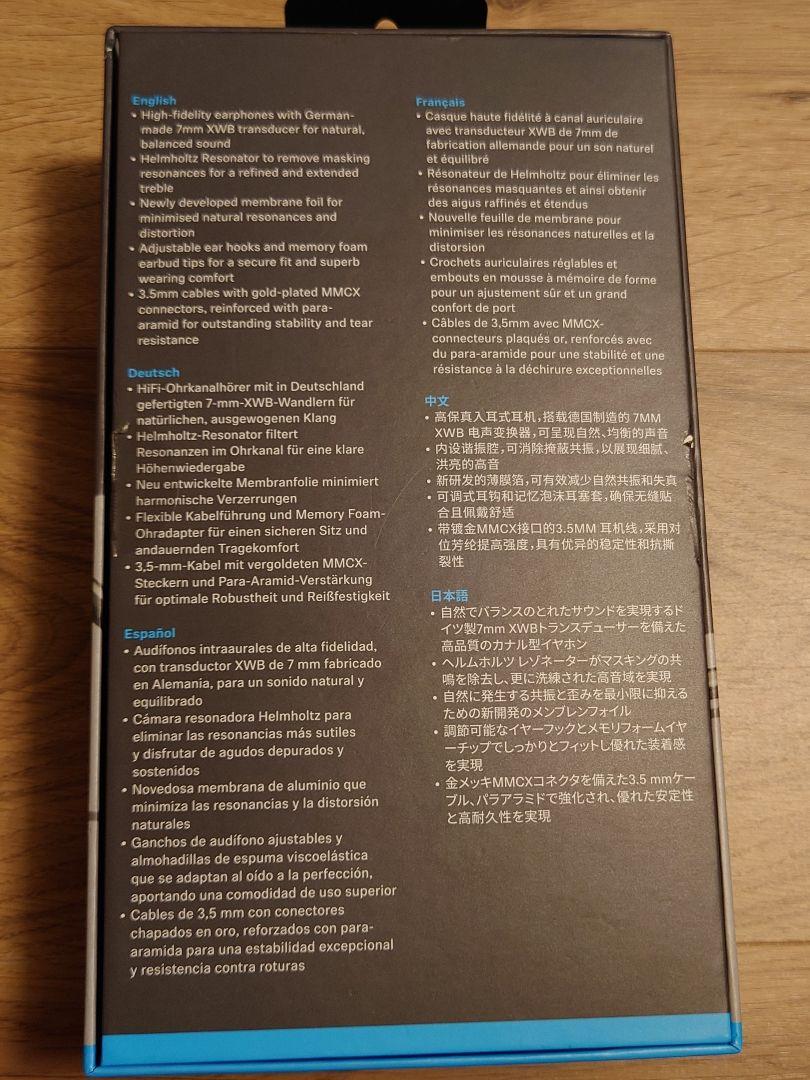 English
• High-fidelity earphones with German-
made 7mm XWB transducer for natural,
balanced sound
• Helmholtz Resonator to remove masking
resonances for a refined and extended
treble
• Newly developed membrane foil for
minimised natural resonances and
distortion
• Adjustable ear hooks and memory foam
earbud tips for a secure fit and superb
wearing comfort
• 3.5mm cables with gold-plated MMCX
connectors, reinforced with para-
aramid for outstanding stability and tear
resistance
Deutsch
• HiFi-Ohrkanalhörer mit in Deutschland
gefertigten 7-mm-XWB-Wandlern für
natürlichen, ausgewogenen Klang
• Helmholtz-Resonator filtert
Resonanzen im Ohrkanal für eine klare
Höhenwiedergabe
• Neu entwickelte Membranfolie minimiert
harmonische Verzerrungen
• Flexible Kabelführung und Memory Foam-
Ohradapter für einen sicheren Sitz und
andauernden Tragekomfort
• 3,5-mm-Kabel mit vergoldeten MMCX-
Steckern und Para-Aramid-Verstärkung
für optimale Robustheit und Reißfestigkeit
Español
• Audífonos intraaurales de alta fidelidad,
con transductor XWB de 7 mm fabricado
en Alemania, para un sonido natural y
equilibrado
• Cámara resonadora Helmholtz para
eliminar las resonancias más sutiles
y disfrutar de agudos depurados y
sostenidos
• Novedosa membrana de aluminio que
minimiza las resonancias y la distorsión
naturales
• Ganchos de audífono ajustables y
almohadillas de espuma viscoelástica
que se adaptan al oído a la perfección,
aportando una comodidad de uso superior
• Cables de 3,5 mm con conectores
chapados en oro, reforzados con para-
aramida para una estabilidad excepcional
y resistencia contra roturas
Français
• Casque haute fidélité à canal auriculaire
avec transducteur XWB de 7mm de
fabrication allemande pour un son naturel
et équilibré
• Résonateur de Helmholtz pour éliminer les
résonances masquantes et ainsi obtenir
des aigus raffinés et étendus
• Nouvelle feuille de membrane pour
minimiser les résonances naturelles et la
distorsion
• Crochets auriculaires réglables et
embouts en mousse à mémoire de forme
pour un ajustement sûr et un grand
confort de port
• Câbles de 3,5mm avec MMCX-
connecteurs plaqués or, renforcés avec
du para-aramide pour une stabilité et une
résistance à la déchirure exceptionnelles
中文
• 高保真入耳式耳机，搭载德国制造的 7MM
XWB 电声变换器，可呈现自然、均衡的声音
• 内设谐振腔，可消除掩蔽共振，以展现细腻、
洪亮的高音
• 新研发的薄膜箔，可有效减少自然共振和失真
• 可调式耳钩和记忆泡沫耳塞套，确保无缝贴
合且佩戴舒适
• 带镀金MMCX接口的3.5MM 耳机线，采用对
位芳纶提高强度，具有优异的稳定性和抗撕
裂性
日本語
• 自然でバランスのとれたサウンドを実現するド
イツ製7mm XWBトランスデューサーを備えた
高品質のカナル型イヤホン
• ヘルムホルツ レゾネーターがマスキングの共
鳴を除去し、更に洗練された高音域を実現
• 自然に発生する共振と歪みを最小限に抑える
ための新開発のメンブレンフォイル
• 調節可能なイヤーフックとメモリフォームイヤ
ーチップでしっかりとフィットし優れた装着感
を実現
• 金メッキMMCXコネクタを備えた3.5 mmケー
ブル、パラアラミドで強化され、優れた安定性
と高耐久性を実現